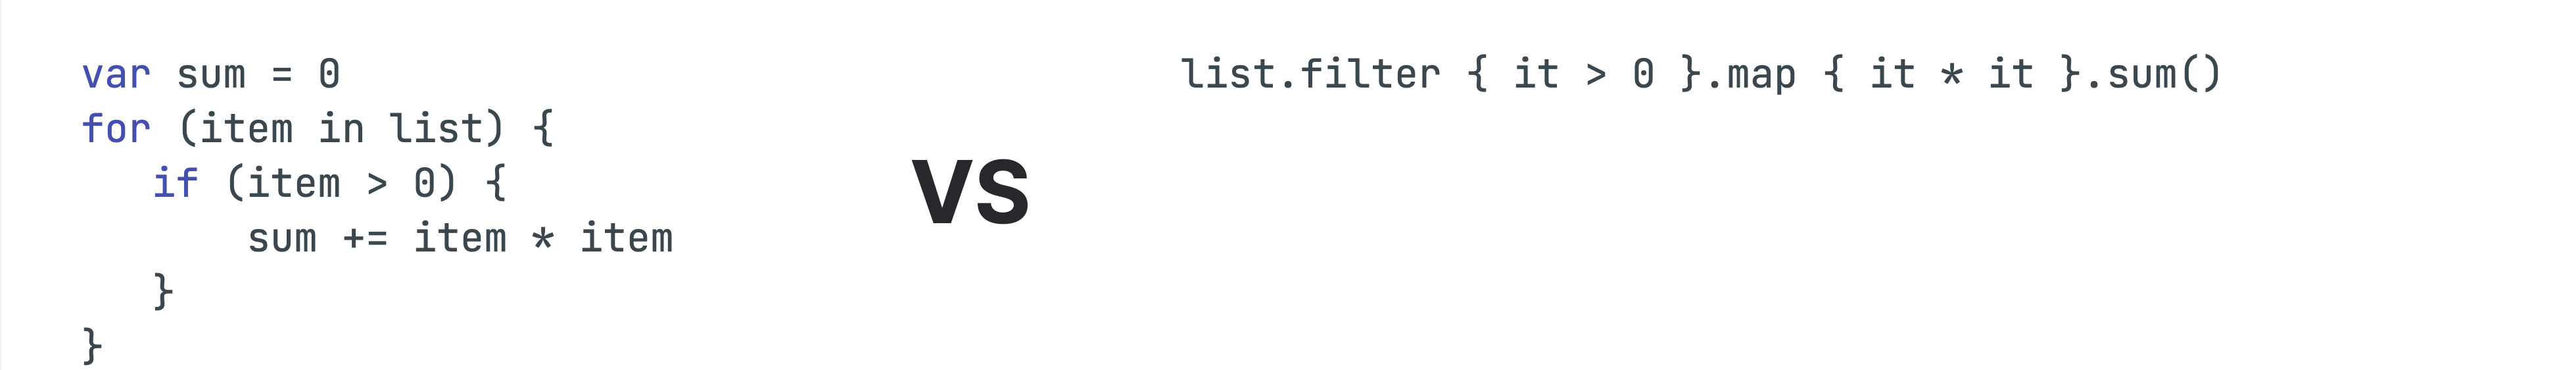 var sum = 0
for (item in list) {
   if (item > 0) {
       sum += item * item
   }
}
VS
list.filter { it > 0 }.map { it * it }.sum()